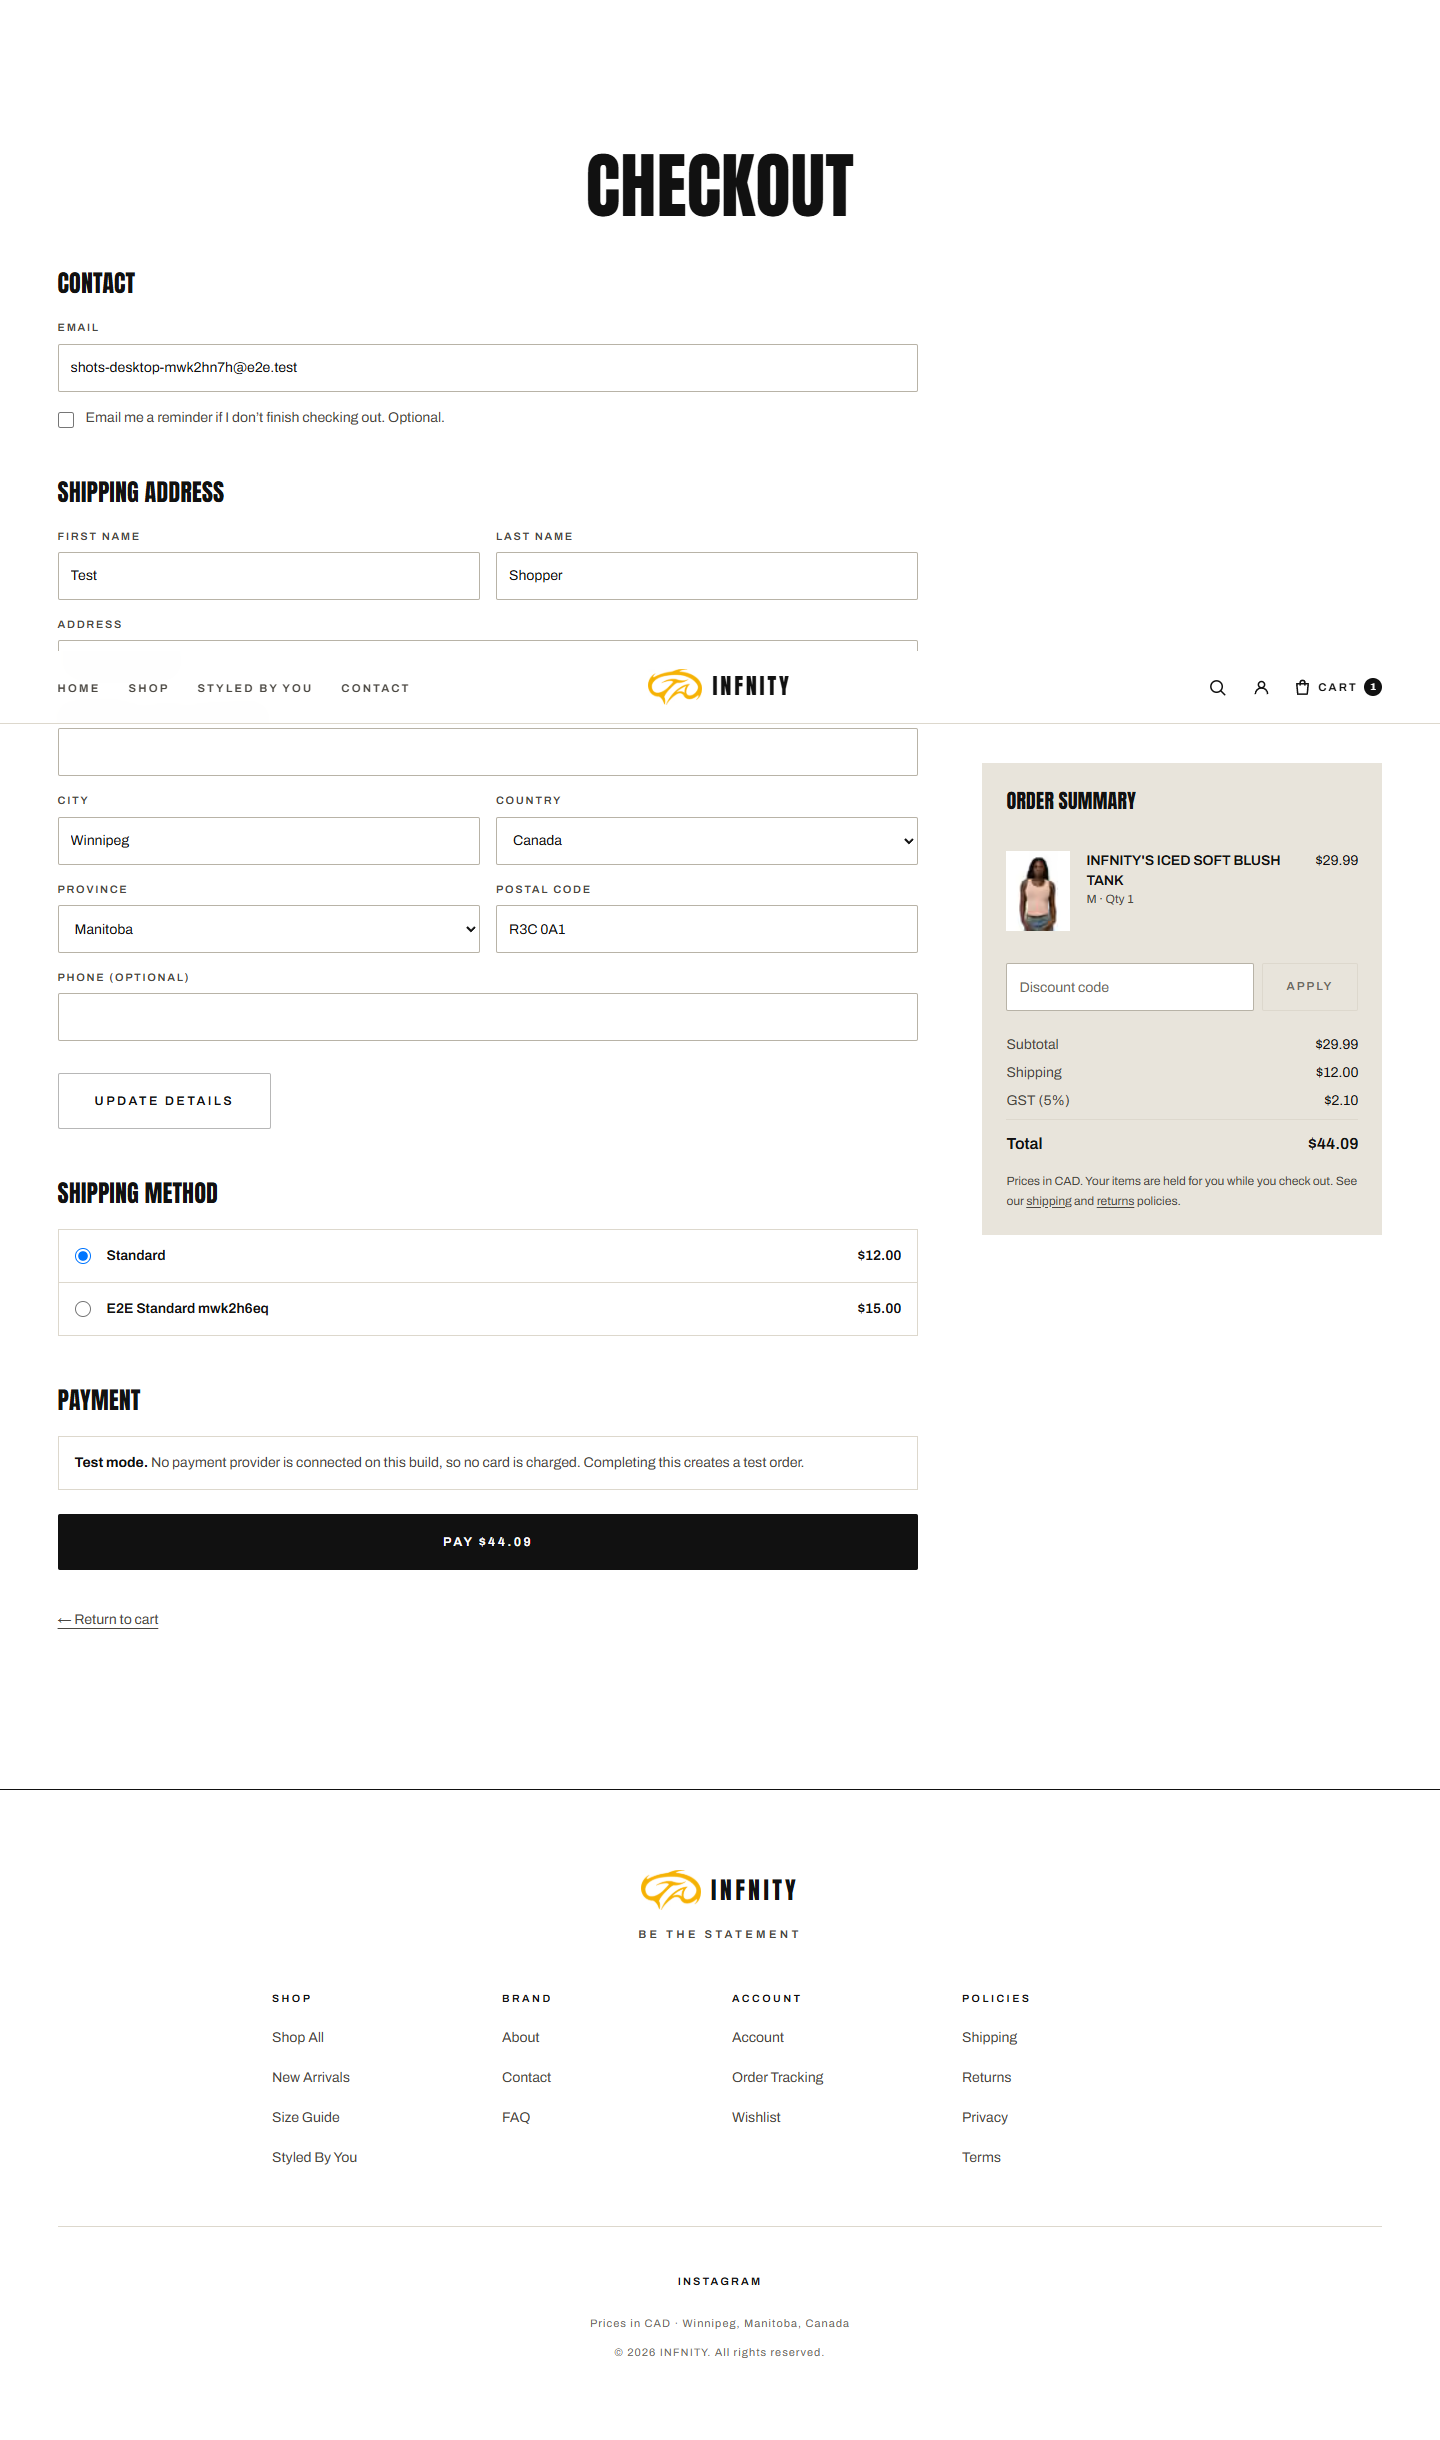 CHECKOUT
CONTACT
EMAIL
shots-desktop-mwk2hn7h@e2e.test
Email me a reminder if I don’t finish checking out. Optional.
SHIPPING ADDRESS
FIRST NAME
LAST NAME
Test
Shopper
ADDRESS
HOME
SHOP
STYLED BY YOU
CONTACT
INFNITY
CART
1
CITY
COUNTRY
Winnipeg
Canada
PROVINCE
POSTAL CODE
Manitoba
R3C 0A1
PHONE (OPTIONAL)
UPDATE DETAILS
SHIPPING METHOD
Standard
$12.00
E2E Standard mwk2h6eq
$15.00
PAYMENT
Test mode. No payment provider is connected on this build, so no card is charged. Completing this creates a test order.
PAY $44.09
← Return to cart
ORDER SUMMARY
INFNITY'S ICED SOFT BLUSH
TANK
$29.99
M · Qty 1
Discount code
APPLY
Subtotal
$29.99
Shipping
$12.00
GST (5%)
$2.10
Total
$44.09
Prices in CAD. Your items are held for you while you check out. See
our shipping and returns policies.
INFNITY
BE THE STATEMENT
SHOP
Shop All
New Arrivals
Size Guide
Styled By You
BRAND
About
Contact
FAQ
ACCOUNT
Account
Order Tracking
Wishlist
POLICIES
Shipping
Returns
Privacy
Terms
INSTAGRAM
Prices in CAD · Winnipeg, Manitoba, Canada
© 2026 INFNITY. All rights reserved.